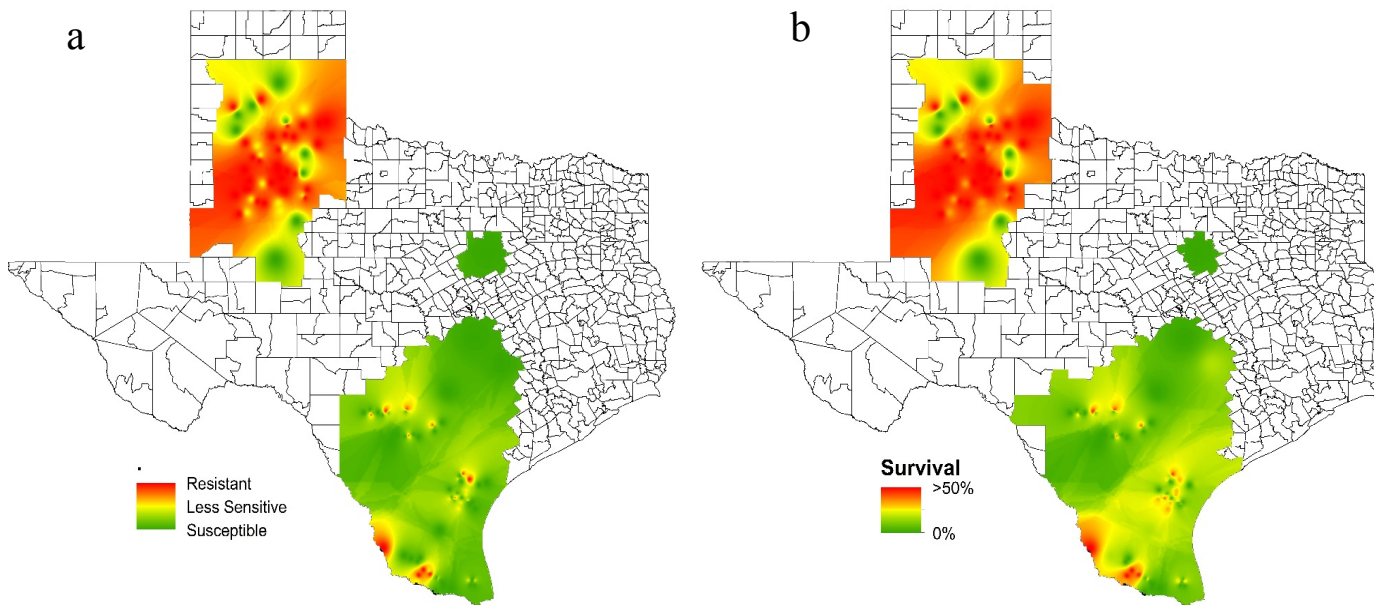 a
b
Resistant
Less Sensitive
Susceptible
Survival
>50%
0%